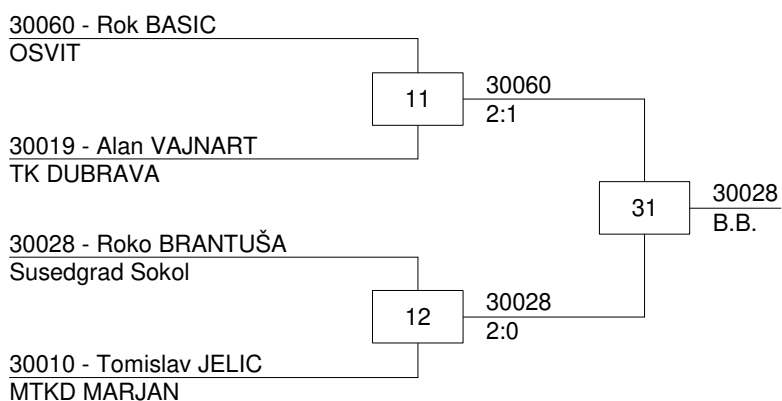 30060 - Rok BASIC
OSVIT
11
30060
2:1
30019 - Alan VAJNART
TK DUBRAVA
31
30028
B.B.
30028 - Roko BRANTUŠA
Susedgrad Sokol
12
30028
2:0
30010 - Tomislav JELIC
MTKD MARJAN